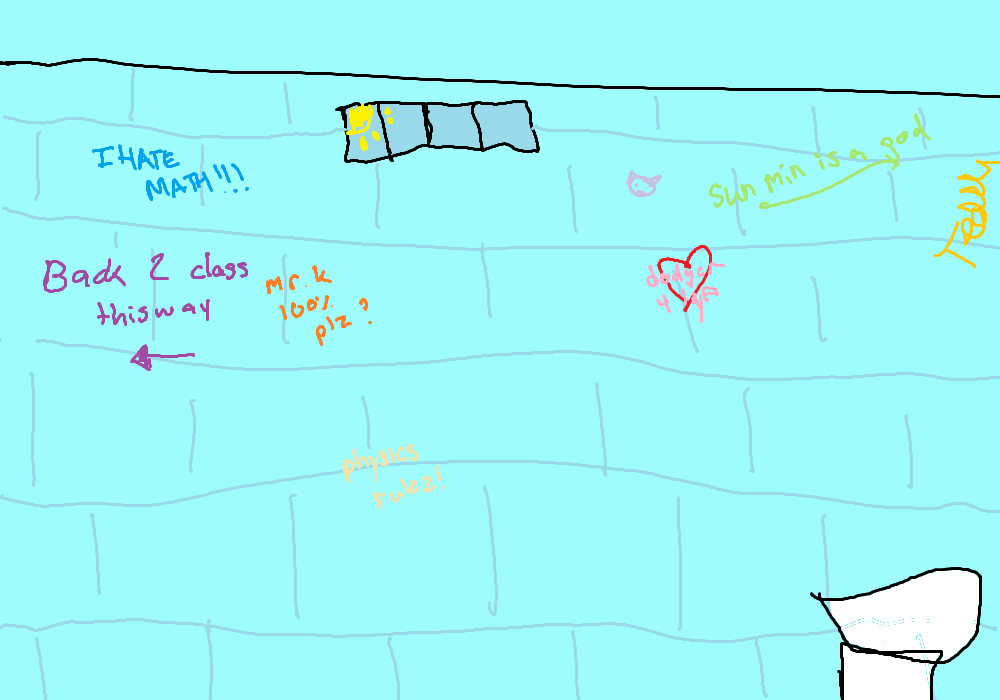 I HATE
MATH!!!
Sun min is a god
Back 2 class
this way
mr.k
100%
plz?
physics
rulez!